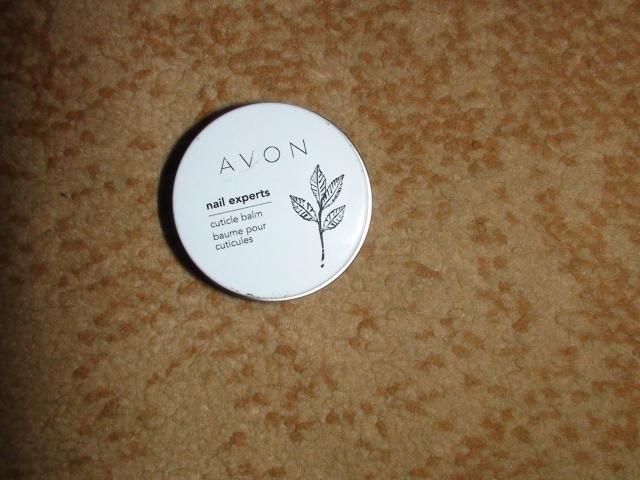 AVON
nail experts
cuticle balm
baume pour
cuticules